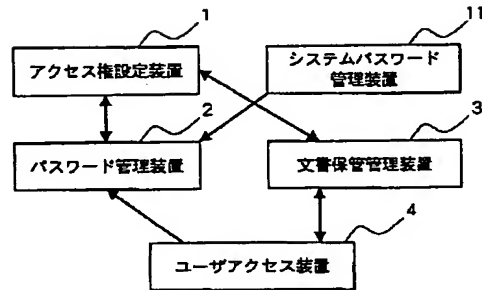 1
アクセス権設定装置
11
システムパスワード
管理装置
2
パスワード管理装置
3
文書保管管理装置
4
ユーザアクセス装置